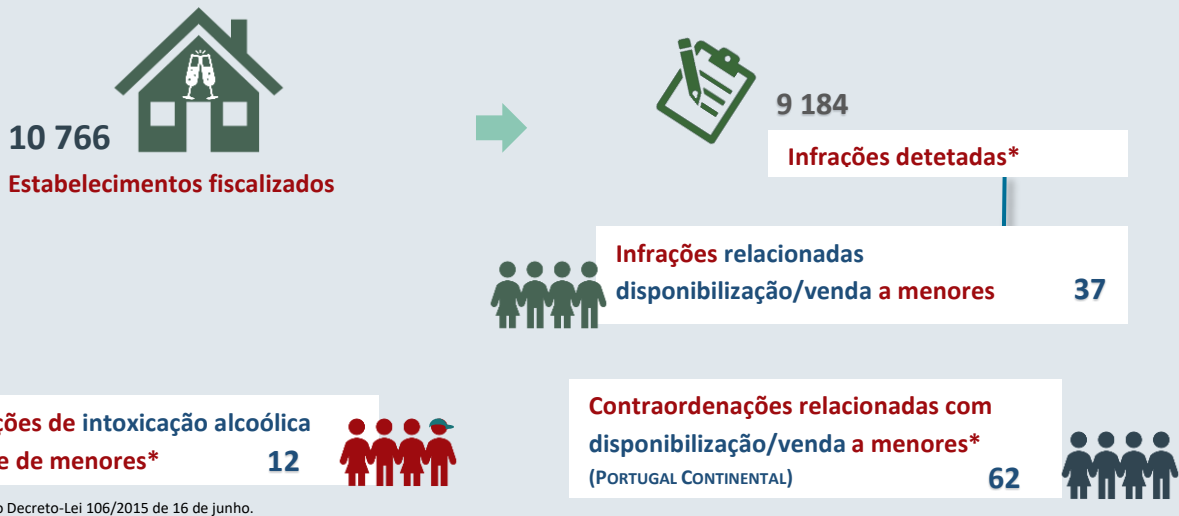 10 766
Estabelecimentos fiscalizados
9 184
Infrações detetadas*
Infrações relacionadas
disponibilização/venda a menores 37
ções de intoxicação alcoólica
e de menores* 12
Contraordenações relacionadas com
disponibilização/venda a menores*
(PORTUGAL CONTINENTAL) 62
o Decreto-Lei 106/2015 de 16 de junho.